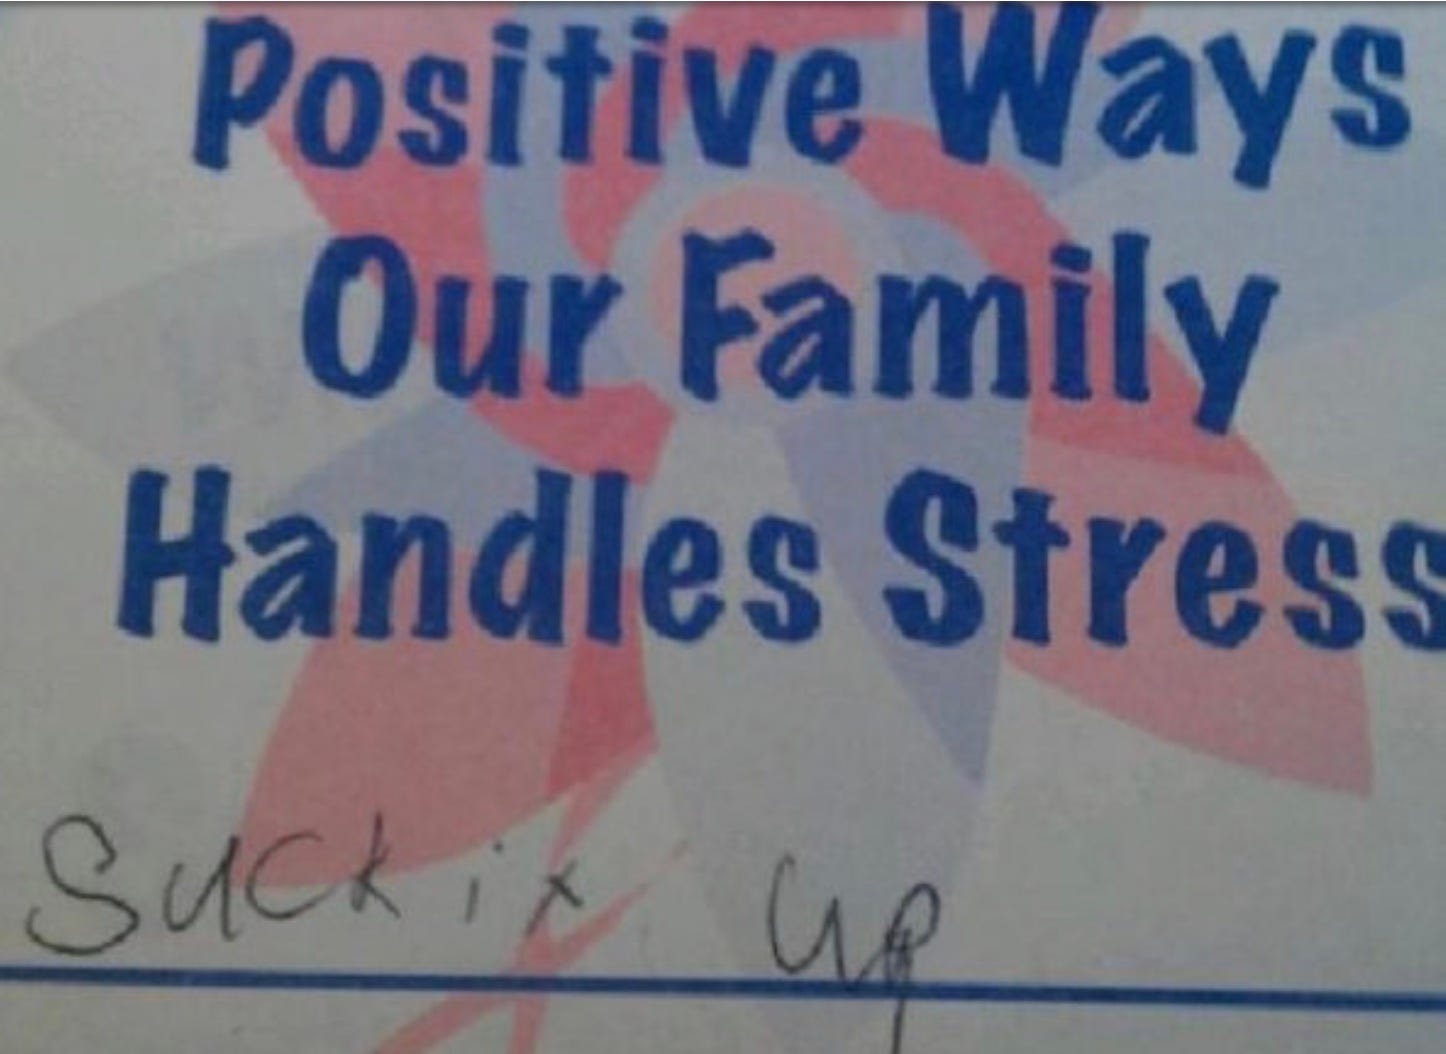 Positive Ways
Our Family
Handles Stress
Suck it up